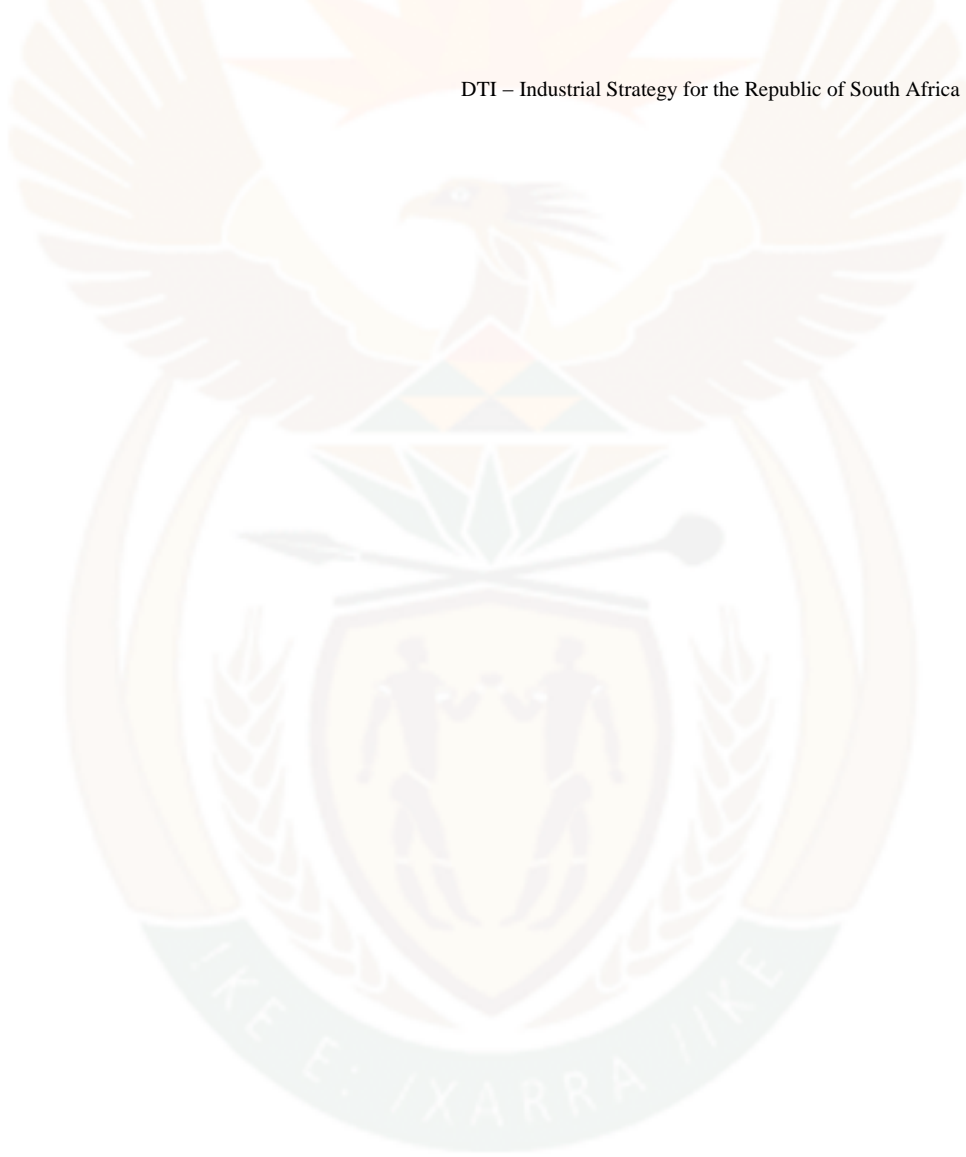 DTI – Industrial Strategy for the Republic of South Africa
!KE E: /XARRA //KE